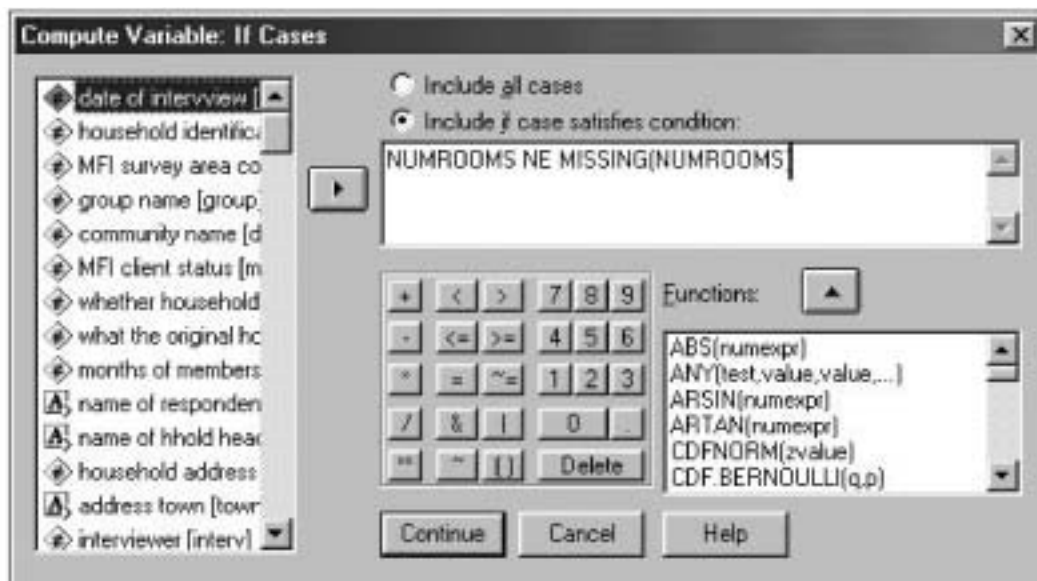 Compute Variable: If Cases
date of intervview [
household identifica
MFI survey area co
group name [group]
community name [d
MFI client status [m
whether household
what the original ho
months of members
name of responden
name of hhold head
household address
address town [town
interviewer [interv]
Include all cases
Include if case satisfies condition:
NUMROOMS NE MISSING(NUMROOMS)
+ < > 7 8 9
- <= >= 4 5 6
* = ~= 1 2 3
/ & | 0 .
** ~ () Delete
Functions:
ABS(numexpr)
ANY(test,value,value,...)
ARSIN(numexpr)
ARTAN(numexpr)
CDFNORM(zvalue)
CDF.BERNOULLI(q,p)
Continue
Cancel
Help